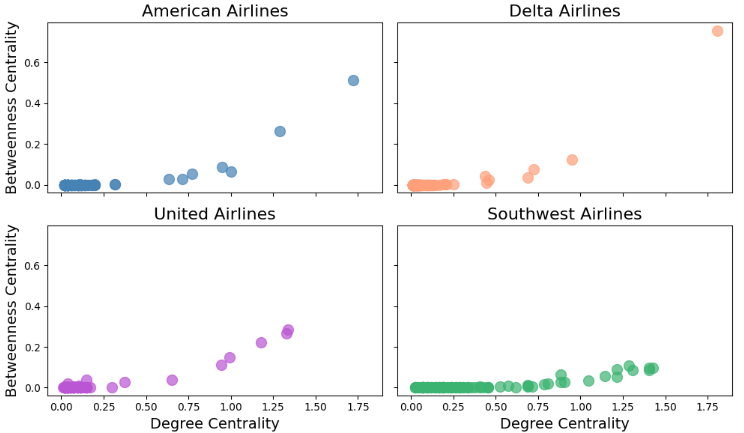 American Airlines
Delta Airlines
Betweenness Centrality
0.6
0.4
0.2
0.0
United Airlines
Southwest Airlines
Betweenness Centrality
0.6
0.4
0.2
0.0
0.00 0.25 0.50 0.75 1.00 1.25 1.50 1.75
0.00 0.25 0.50 0.75 1.00 1.25 1.50 1.75
Degree Centrality
Degree Centrality